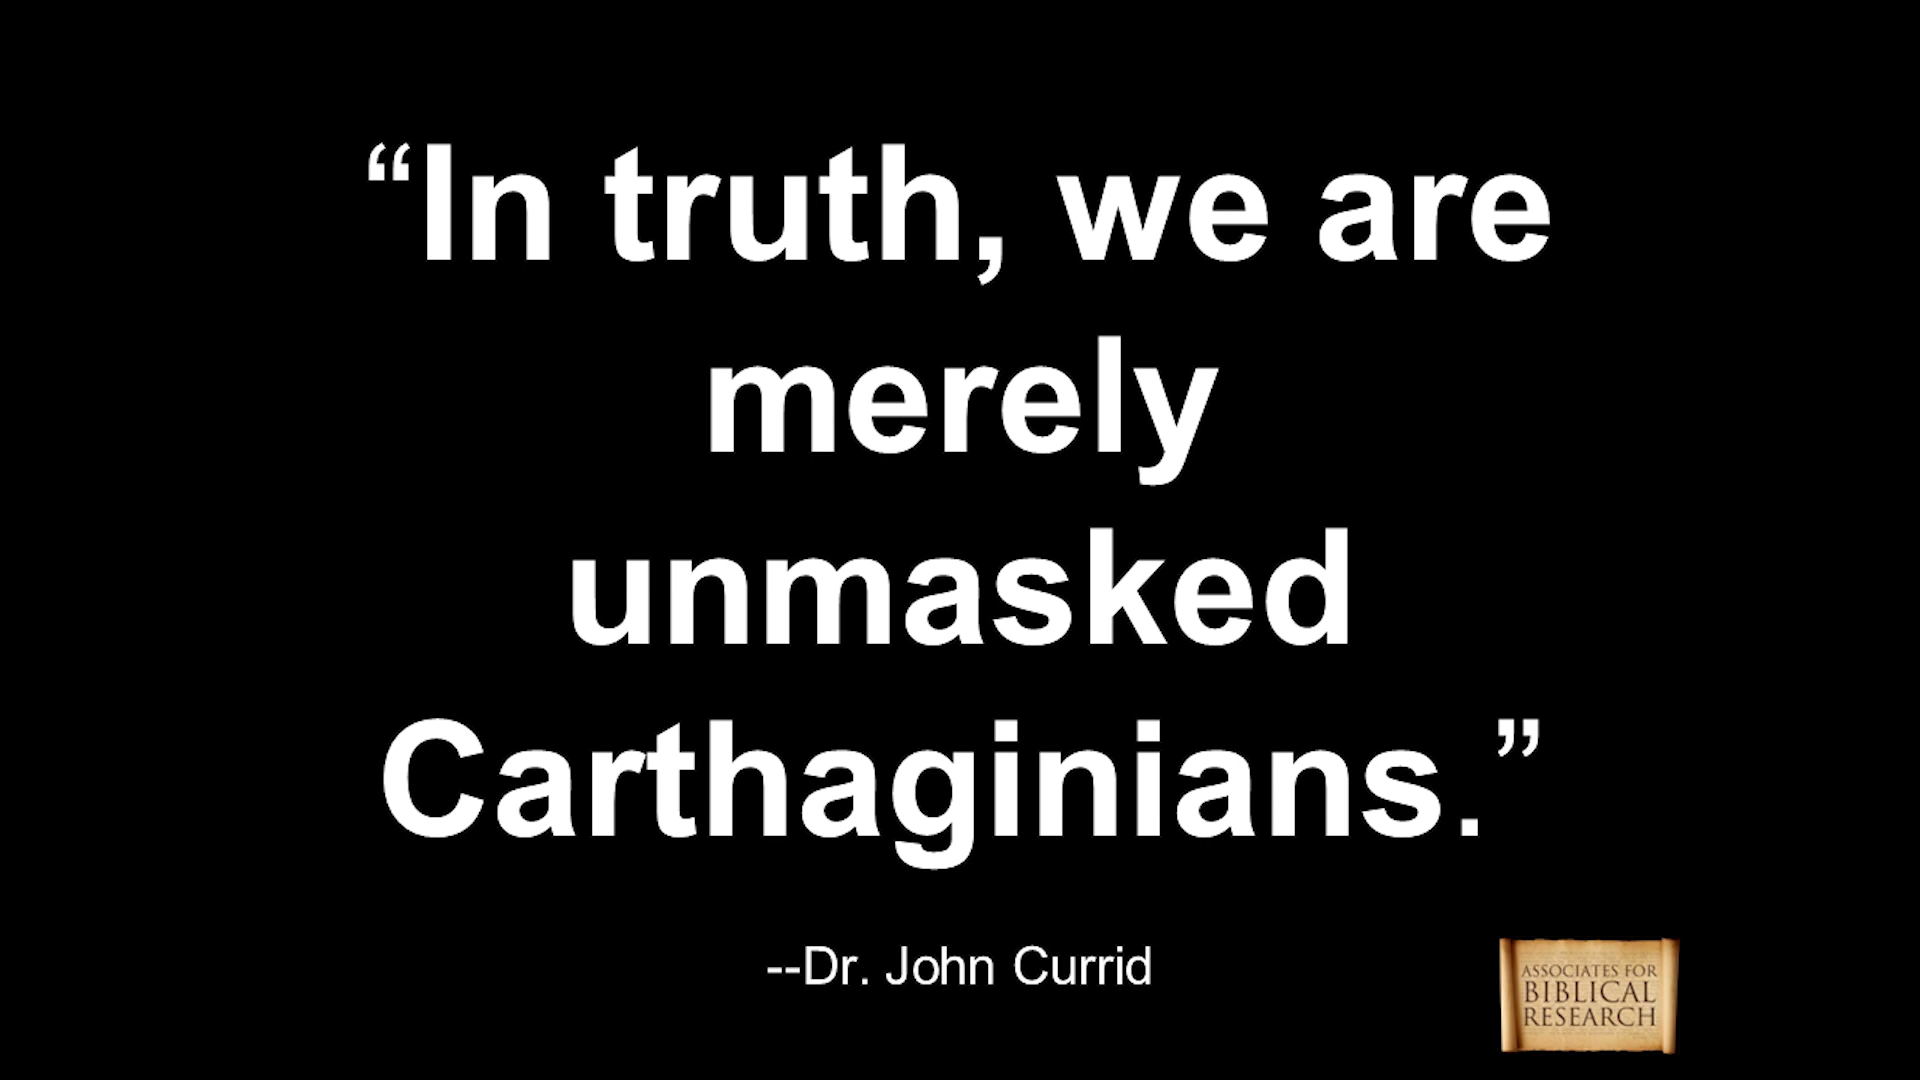 “In truth, we are
merely
unmasked
Carthaginians.”
--Dr. John Currid
ASSOCIATES FOR
BIBLICAL
RESEARCH